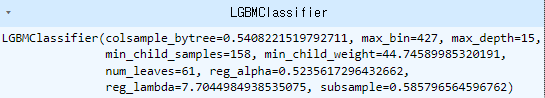 LGBMClassifier
LGBMClassifier(colsample_bytree=0.5408221519792711, max_bin=427, max_depth=15,
min_child_samples=158, min_child_weight=44.74589985320191,
num_leaves=61, reg_alpha=0.5235617296432662,
reg_lambda=7.7044984938535075, subsample=0.585796564596762)